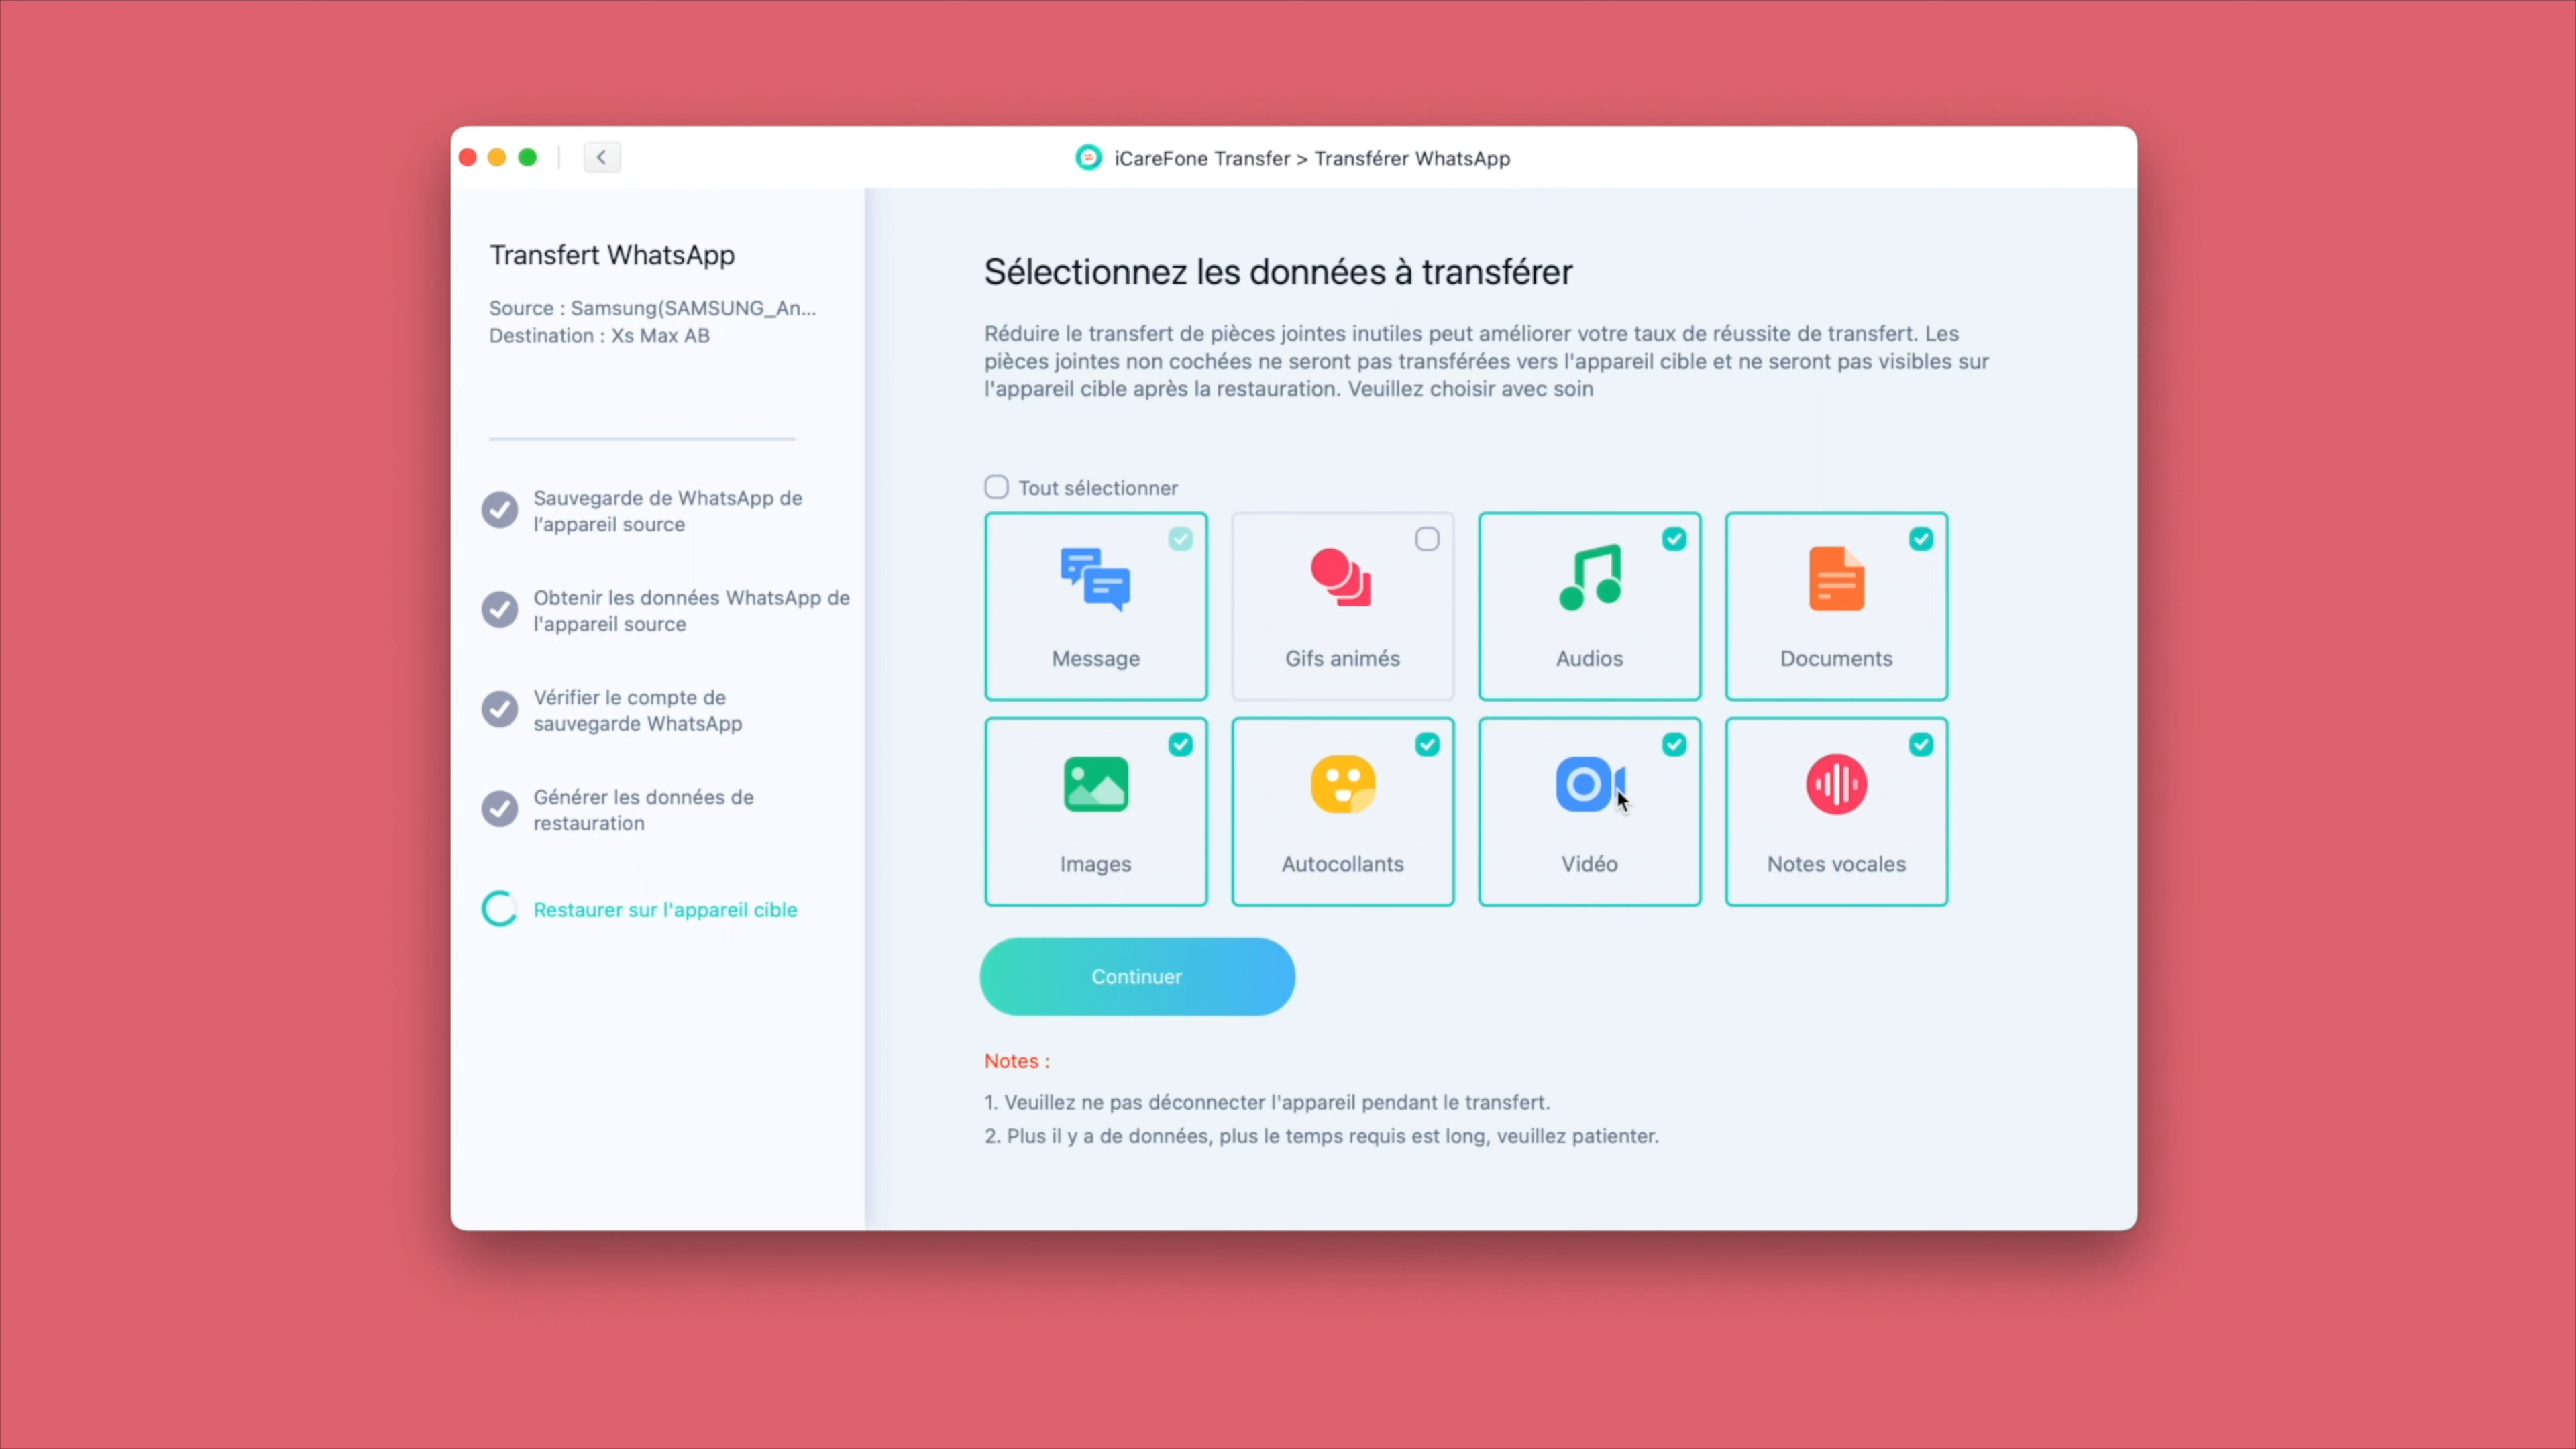 iCareFone Transfer > Transférer WhatsApp
Transfert WhatsApp
Source : Samsung(SAMSUNG_An...
Destination : Xs Max AB
Sauvegarde de WhatsApp de
l'appareil source
Obtenir les données WhatsApp de
l'appareil source
Vérifier le compte de
sauvegarde WhatsApp
Générer les données de
restauration
Restaurer sur l'appareil cible
Sélectionnez les données à transférer
Réduire le transfert de pièces jointes inutiles peut améliorer votre taux de réussite de transfert. Les
pièces jointes non cochées ne seront pas transférées vers l'appareil cible et ne seront pas visibles sur
l'appareil cible après la restauration. Veuillez choisir avec soin
Tout sélectionner
Message
Gifs animés
Audios
Documents
Images
Autocollants
Vidéo
Notes vocales
Continuer
Notes :
1. Veuillez ne pas déconnecter l'appareil pendant le transfert.
2. Plus il y a de données, plus le temps requis est long, veuillez patienter.